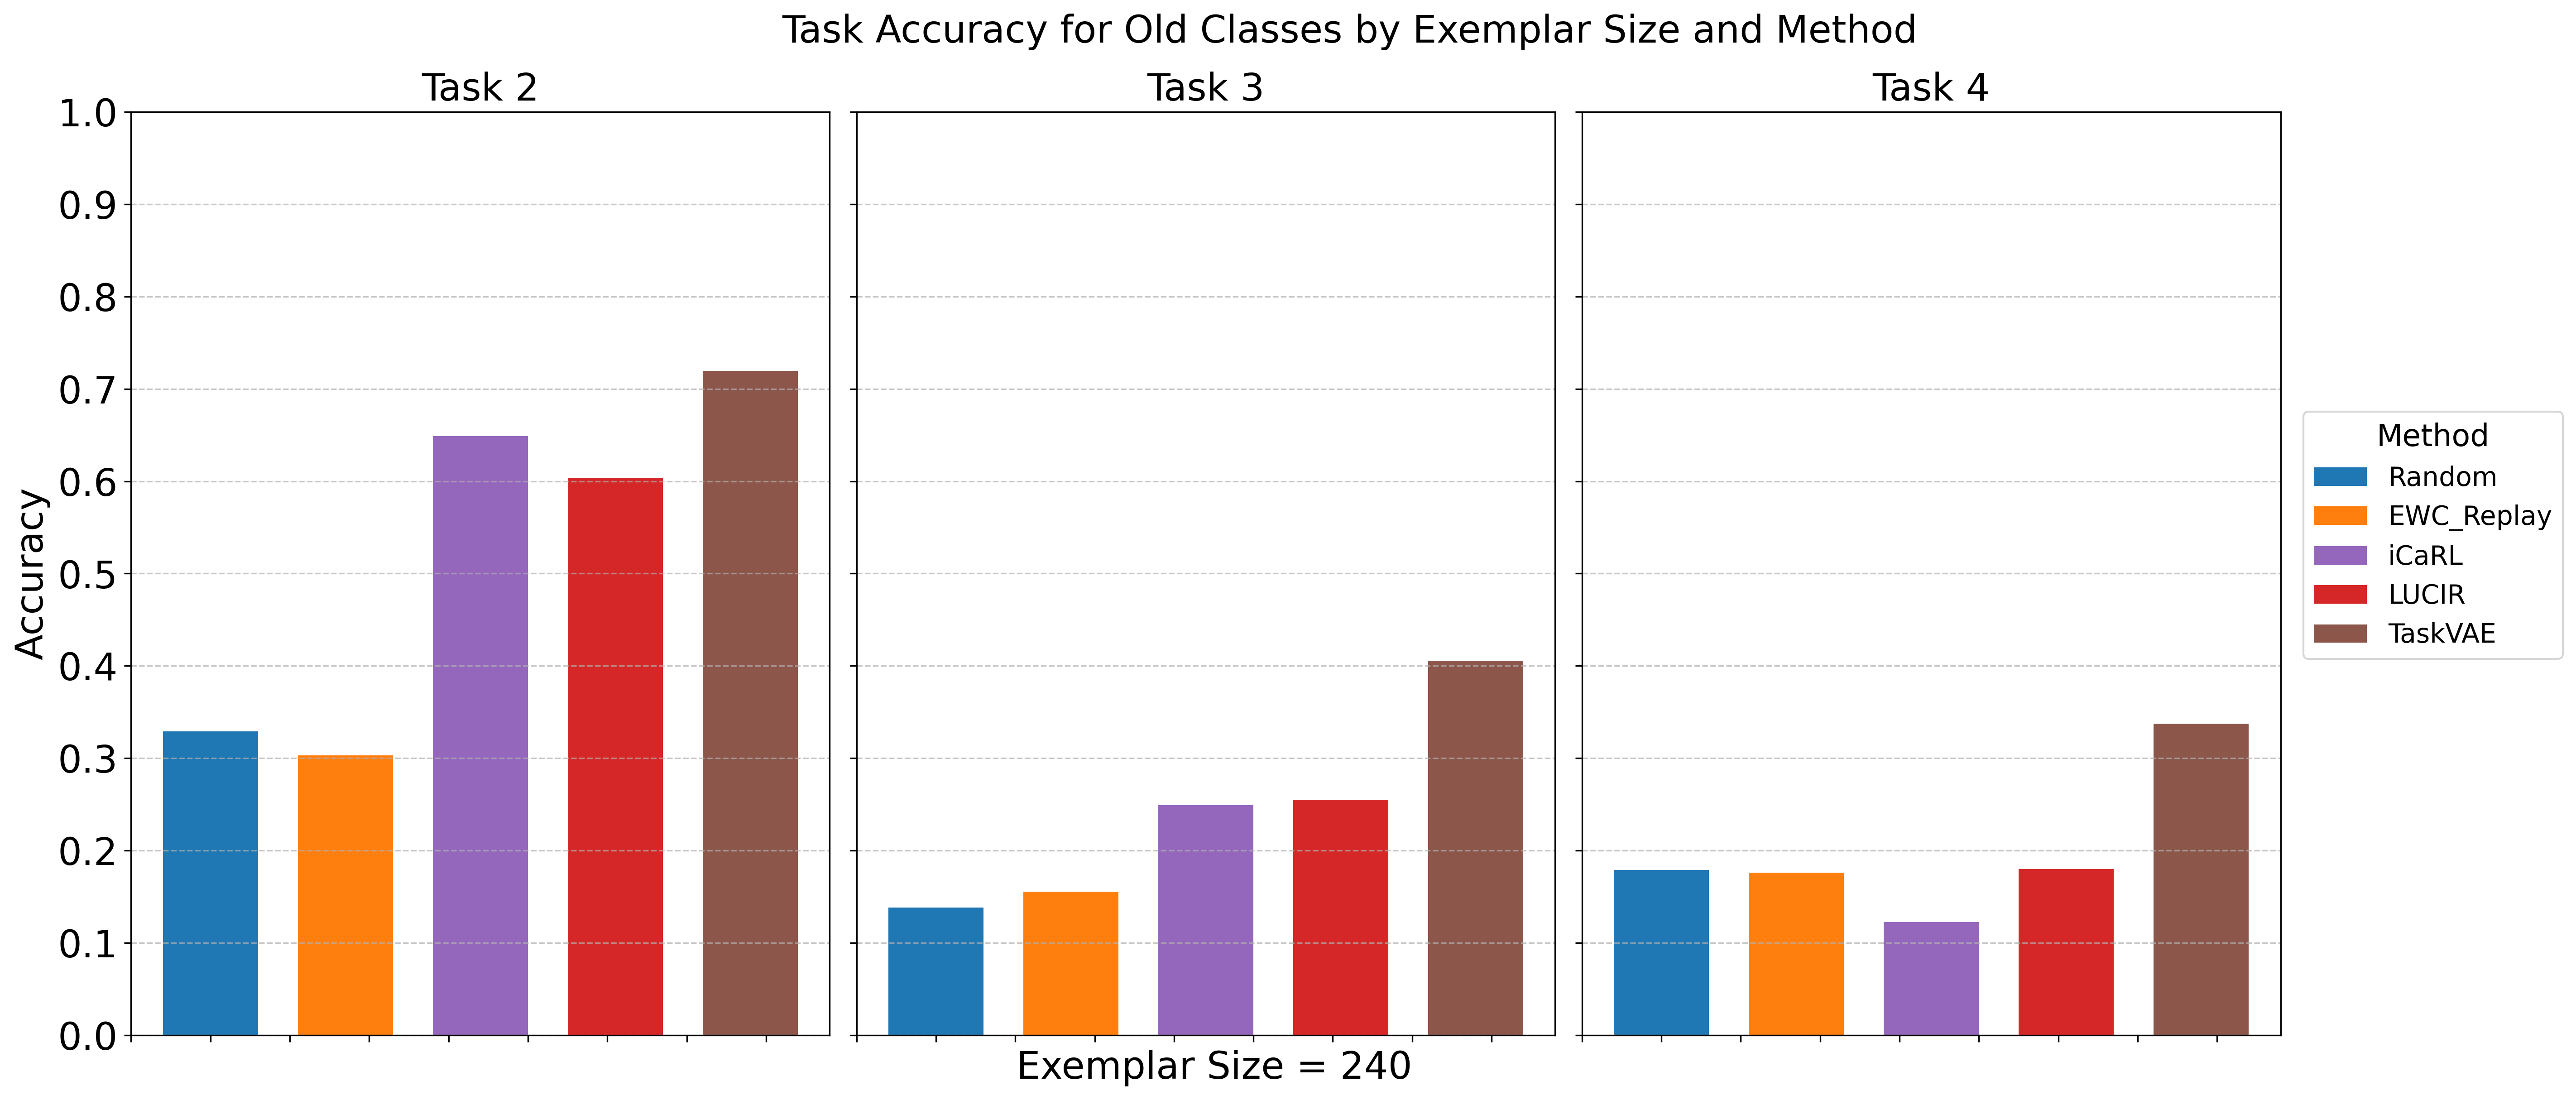 Task Accuracy for Old Classes by Exemplar Size and Method
Task 2
Task 3
Task 4
1.0
0.9
0.8
0.7
0.6
0.5
0.4
0.3
0.2
0.1
0.0
Accuracy
Exemplar Size = 240
Method
Random
EWC_Replay
iCaRL
LUCIR
TaskVAE